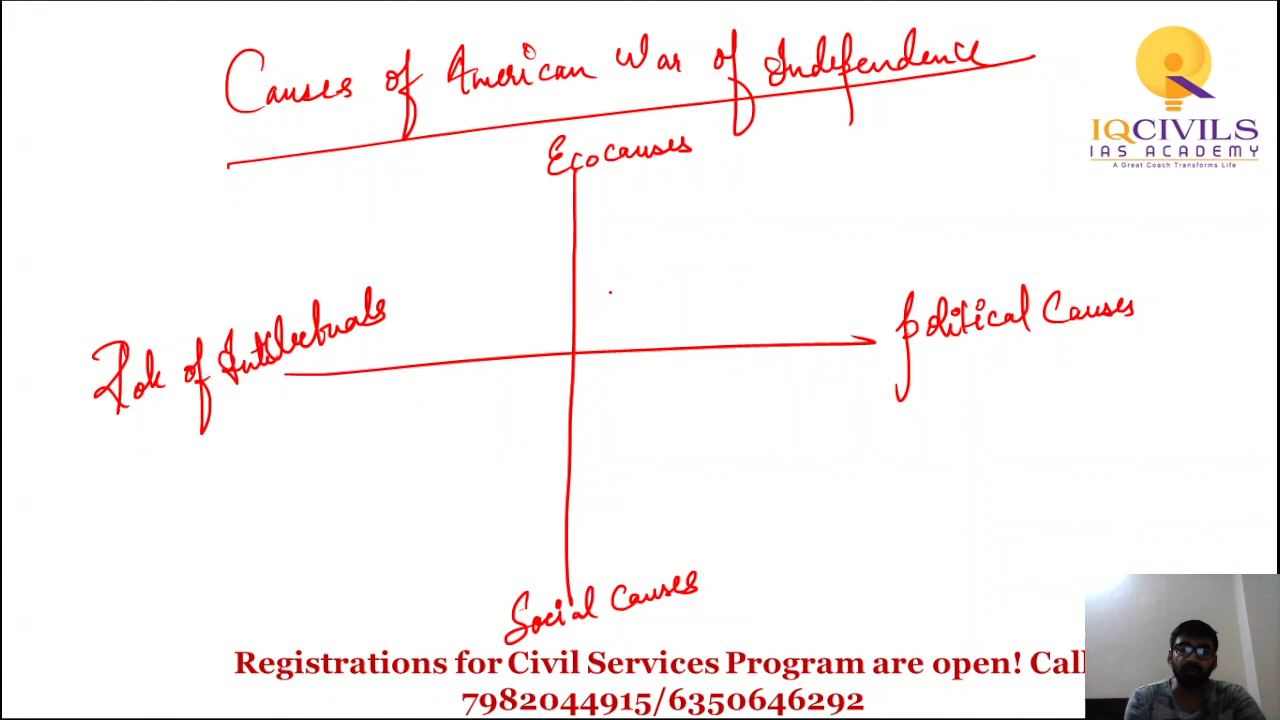 Causes of American War of Independence
IQCIVILS
IAS ACADEMY
A Great Coach Transforms Life
Eco causes
Role of Intellectuals
Political Causes
Social Causes
Registrations for Civil Services Program are open! Call
7982044915/6350646292